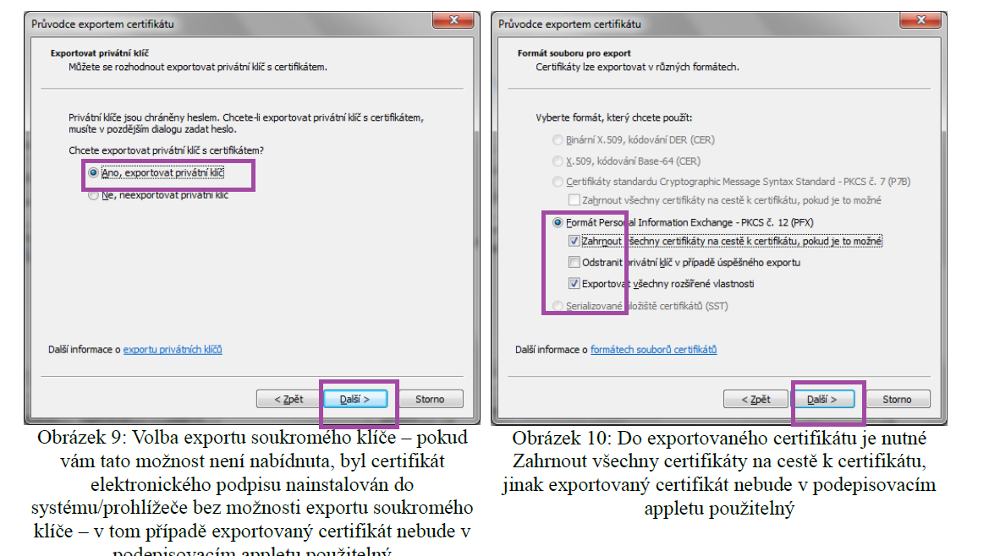 Průvodce exportem certifikátu
Exportovat privátní klíč
Můžete se rozhodnout exportovat privátní klíč s certifikátem.
Privátní klíče jsou chráněny heslem. Chcete-li exportovat privátní klíč s certifikátem,
musíte v pozdějším dialogu zadat heslo.
Chcete exportovat privátní klíč s certifikátem?
Ano, exportovat privátní klíč
Ne, neexportovat privátní klíč
Další informace o exportu privátních klíčů
< Zpět
Další >
Storno
Obrázek 9: Volba exportu soukromého klíče – pokud
vám tato možnost není nabídnuta, byl certifikát
elektronického podpisu nainstalován do
systému/prohlížeče bez možnosti exportu soukromého
klíče – v tom případě exportovaný certifikát nebude v
podepisovacím appletu použitelný
Průvodce exportem certifikátu
Formát souboru pro export
Certifikáty lze exportovat v různých formátech.
Vyberte formát, který chcete použít:
Binární X.509, kódování DER (CER)
X.509, kódování Base-64 (CER)
Certifikáty standardu Cryptographic Message Syntax Standard - PKCS č. 7 (P7B)
Zahrnout všechny certifikáty na cestě k certifikátu, pokud je to možné
Formát Personal Information Exchange - PKCS č. 12 (PFX)
Zahrnout všechny certifikáty na cestě k certifikátu, pokud je to možné
Odstranit privátní klíč v případě úspěšného exportu
Exportovat všechny rozšířené vlastnosti
Serializované úložiště certifikátů (SST)
Další informace o formátech souborů certifikátů
< Zpět
Další >
Storno
Obrázek 10: Do exportovaného certifikátu je nutné
Zahrnout všechny certifikáty na cestě k certifikátu,
jinak exportovaný certifikát nebude v podepisovacím
appletu použitelný